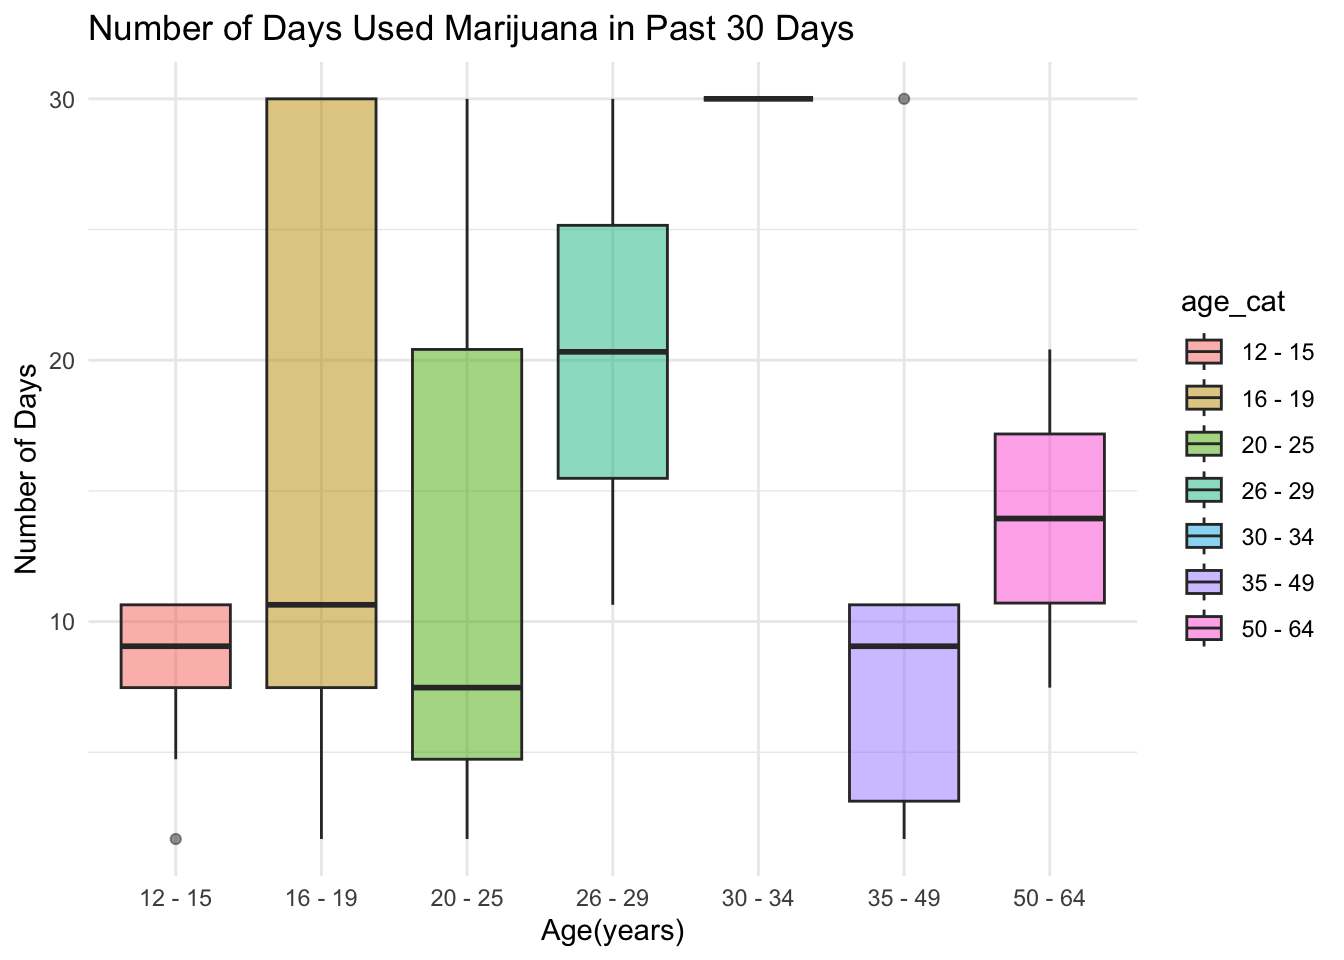 Number of Days Used Marijuana in Past 30 Days
30
20
10
Number of Days
12 - 15
16 - 19
20 - 25
26 - 29
30 - 34
35 - 49
50 - 64
Age(years)
age_cat
12 - 15
16 - 19
20 - 25
26 - 29
30 - 34
35 - 49
50 - 64